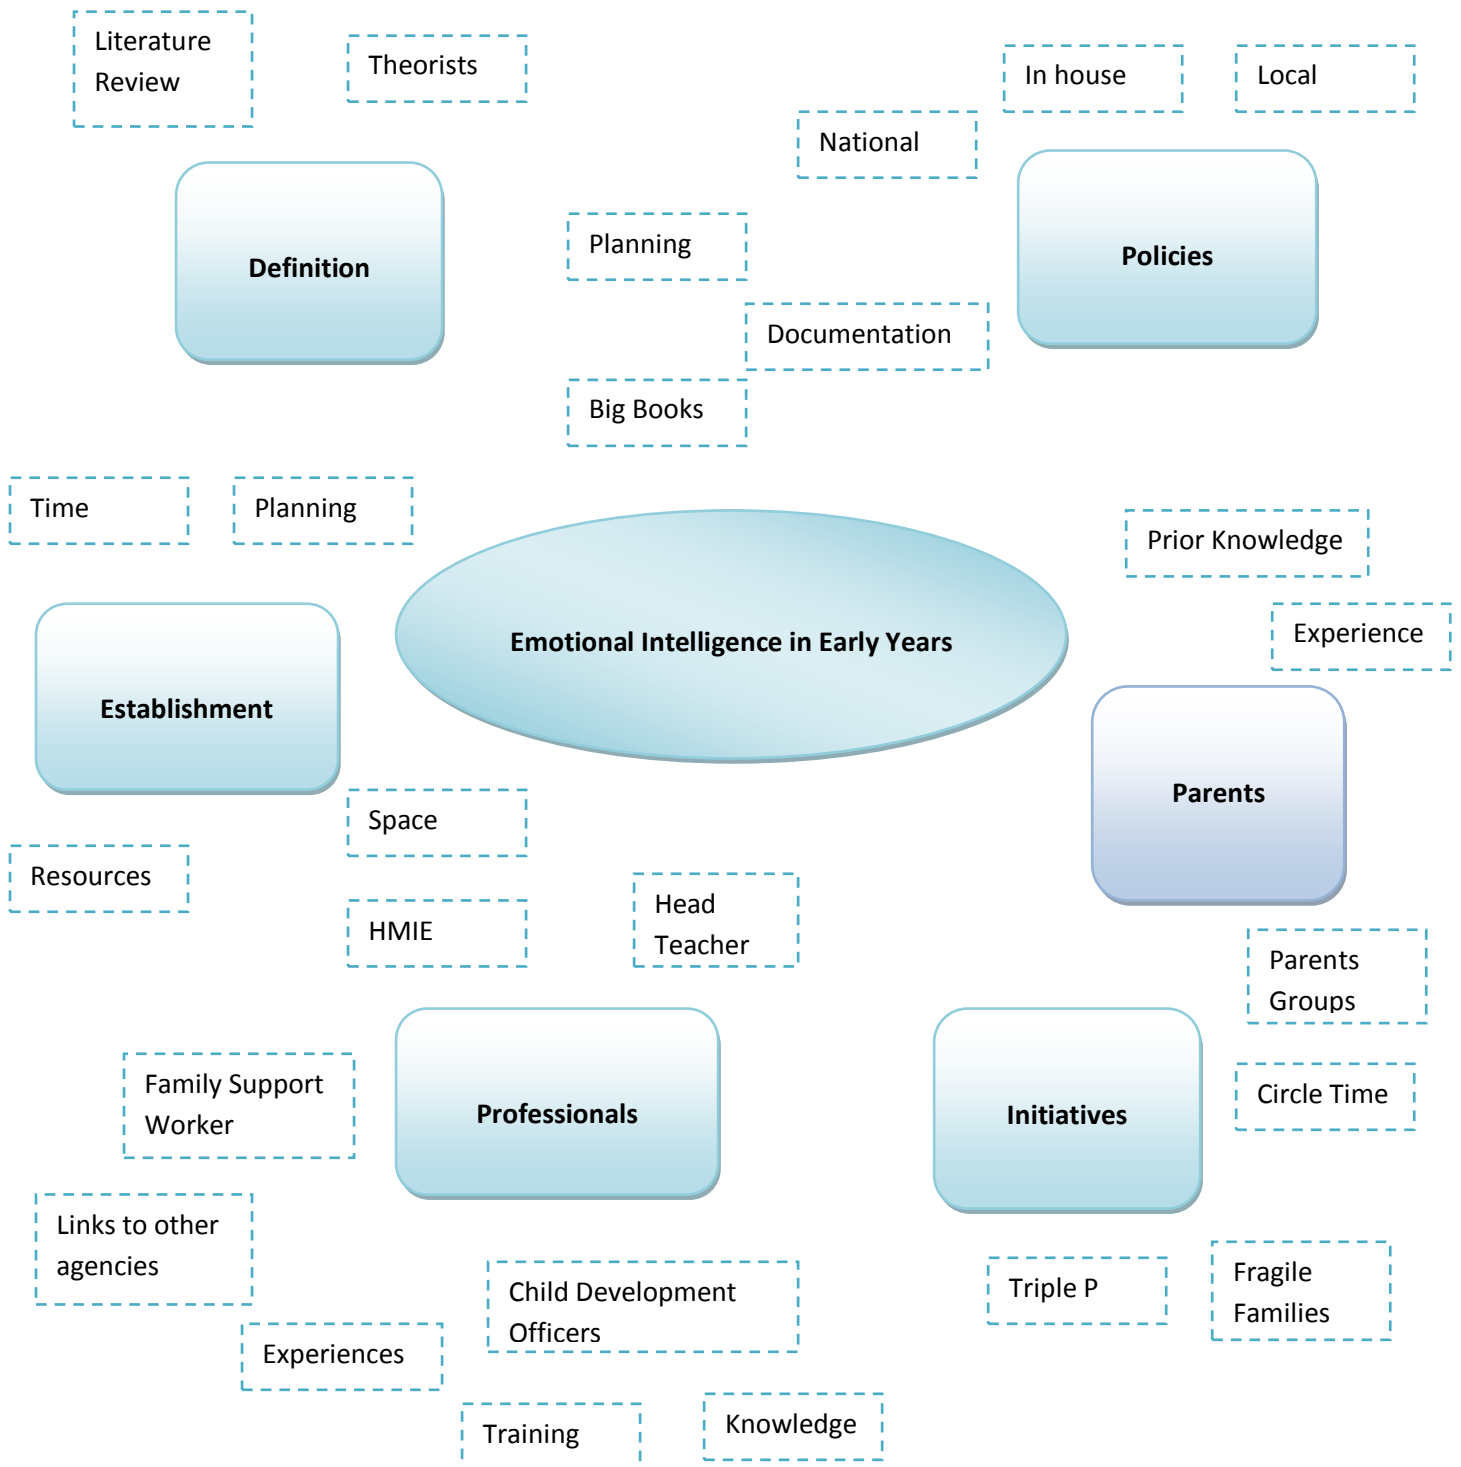 Literature
Review
Theorists
In house
Local
National
Definition
Planning
Policies
Documentation
Big Books
Time
Planning
Prior Knowledge
Emotional Intelligence in Early Years
Experience
Establishment
Parents
Space
Resources
HMIE
Head
Teacher
Parents
Groups
Family Support
Worker
Professionals
Initiatives
Circle Time
Links to other
agencies
Child Development
Officers
Triple P
Fragile
Families
Experiences
Training
Knowledge